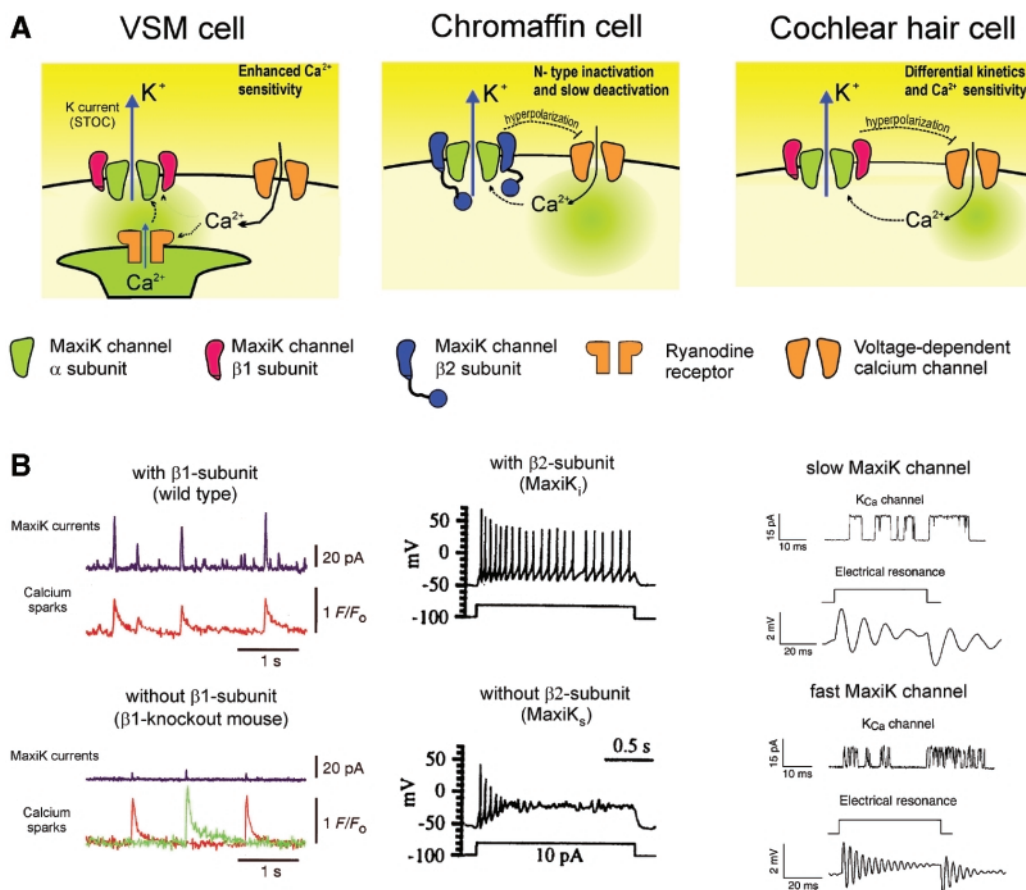 A
VSM cell
Chromaffin cell
Cochlear hair cell
Enhanced Ca²⁺
sensitivity
K⁺
K current
(STOC)
Ca²⁺
Ca²⁺
N- type inactivation
and slow deactivation
K⁺
hyperpolarization
Ca²⁺
Differential kinetics
and Ca²⁺ sensitivity
K⁺
hyperpolarization
Ca²⁺
MaxiK channel
α subunit
MaxiK channel
β1 subunit
MaxiK channel
β2 subunit
Ryanodine
receptor
Voltage-dependent
calcium channel
B
with β1-subunit
(wild type)
MaxiK currents
20 pA
Calcium
sparks
1 F/Fo
1 s
without β1-subunit
(β1-knockout mouse)
MaxiK currents
20 pA
Calcium
sparks
1 F/Fo
1 s
with β2-subunit
(MaxiKi)
mV
50
0
-50
-100
without β2-subunit
(MaxiKs)
0.5 s
mV
50
0
-50
-100
10 pA
slow MaxiK channel
KCa channel
15 pA
10 ms
Electrical resonance
2 mV
20 ms
fast MaxiK channel
KCa channel
15 pA
10 ms
Electrical resonance
2 mV
20 ms